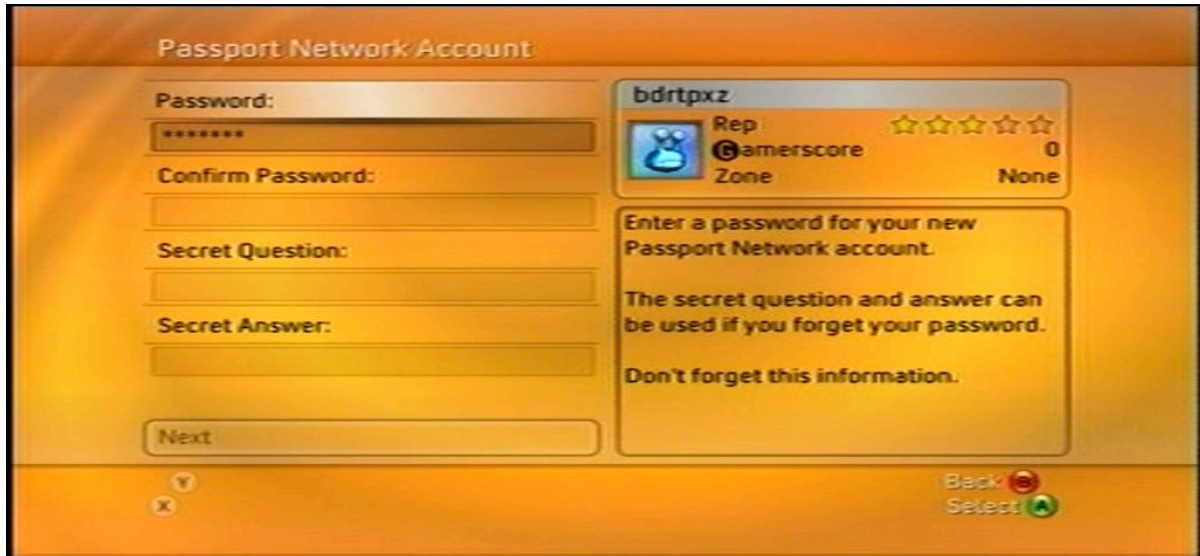 Passport Network Account
Password:
*******
Confirm Password:
Secret Question:
Secret Answer:
Next
bdrtpxz
Rep
Gamerscore 0
Zone None
Enter a password for your new
Passport Network account.
The secret question and answer can
be used if you forget your password.
Don't forget this information.
Y
X
Back B
Select A